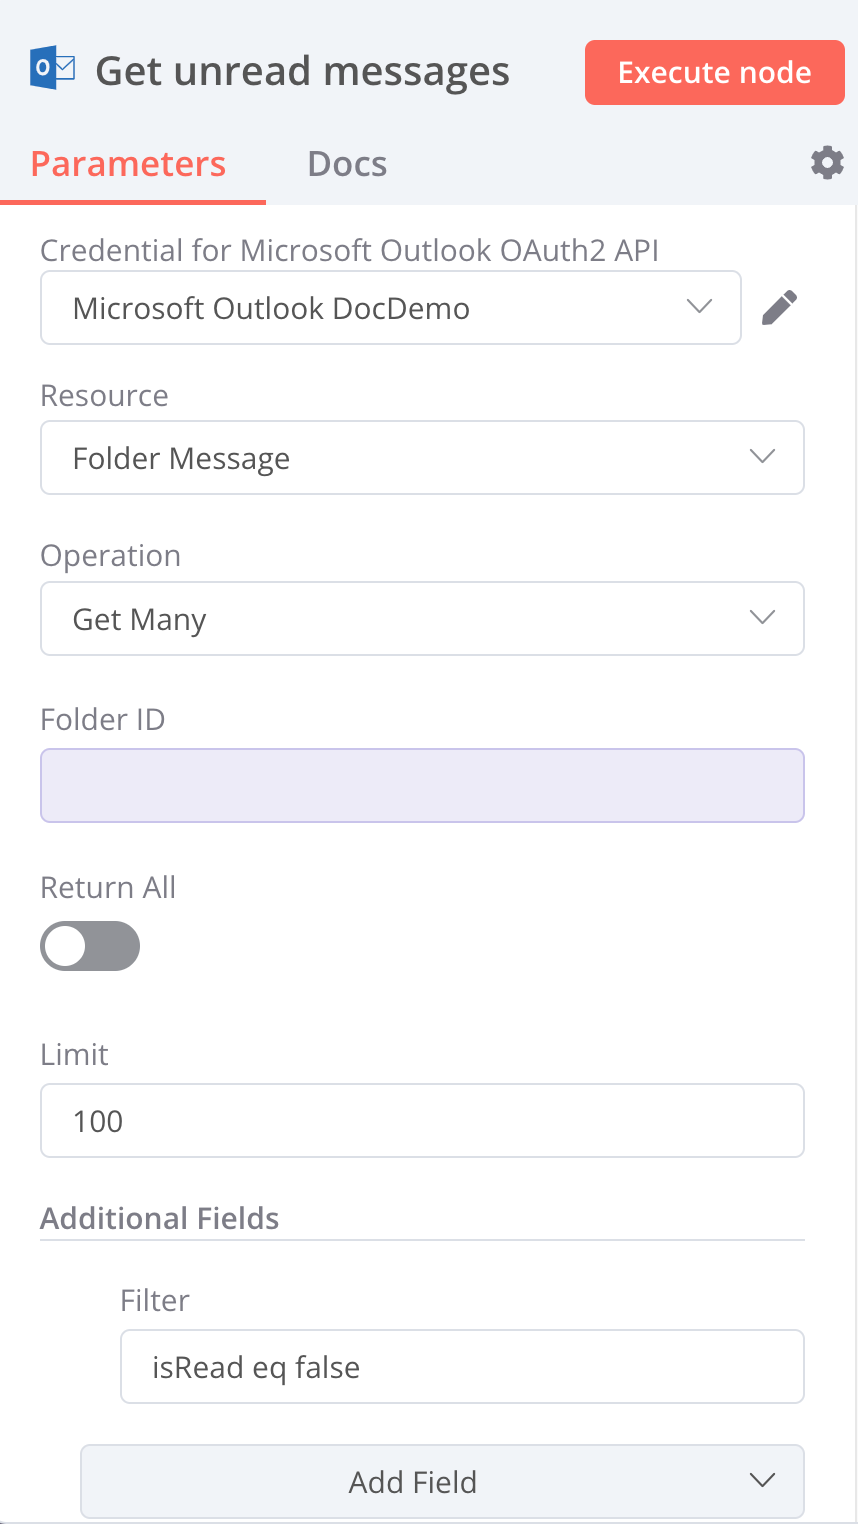 Get unread messages
Execute node
Parameters
Docs
Credential for Microsoft Outlook OAuth2 API
Microsoft Outlook DocDemo
Resource
Folder Message
Operation
Get Many
Folder ID
Return All
Limit
100
Additional Fields
Filter
isRead eq false
Add Field